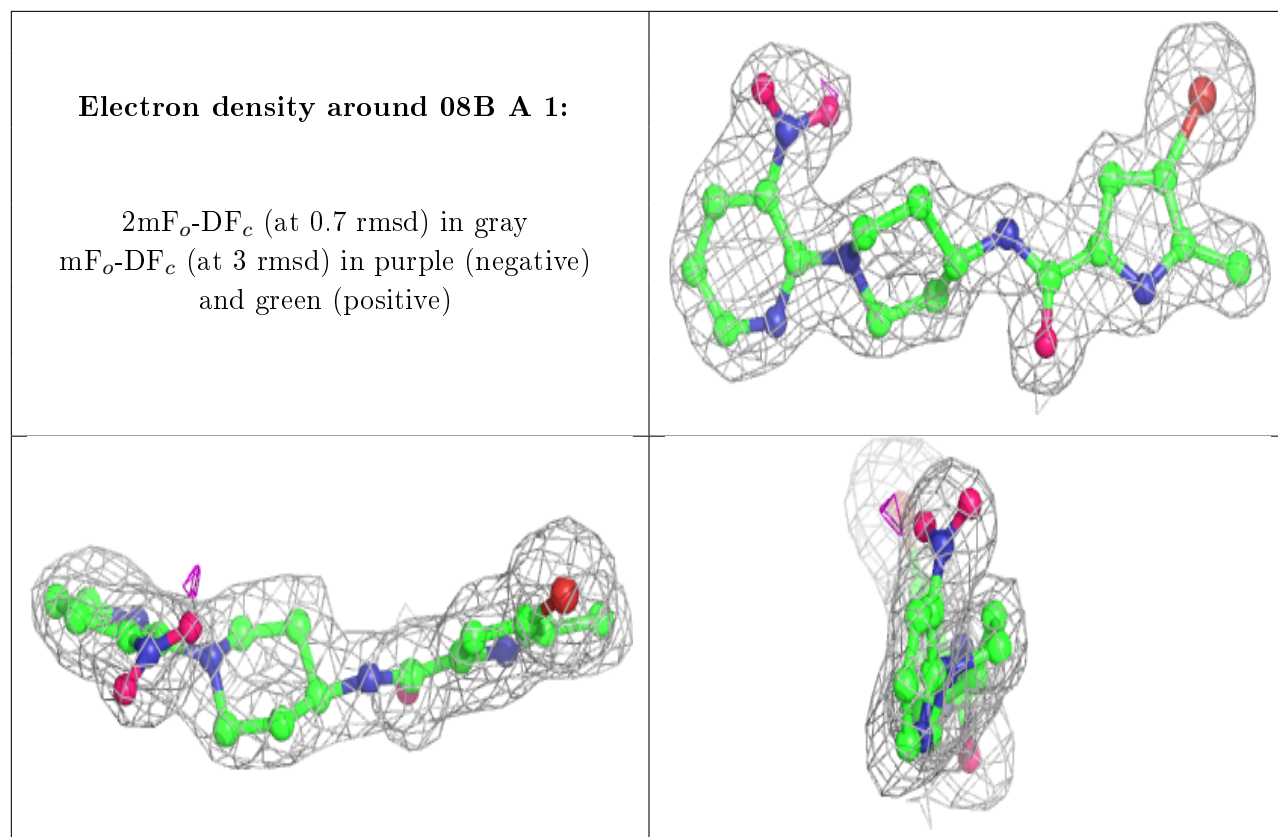 Electron density around 08B A 1:
2mFₒ-DF𝒸 (at 0.7 rmsd) in gray
mFₒ-DF𝒸 (at 3 rmsd) in purple (negative)
and green (positive)